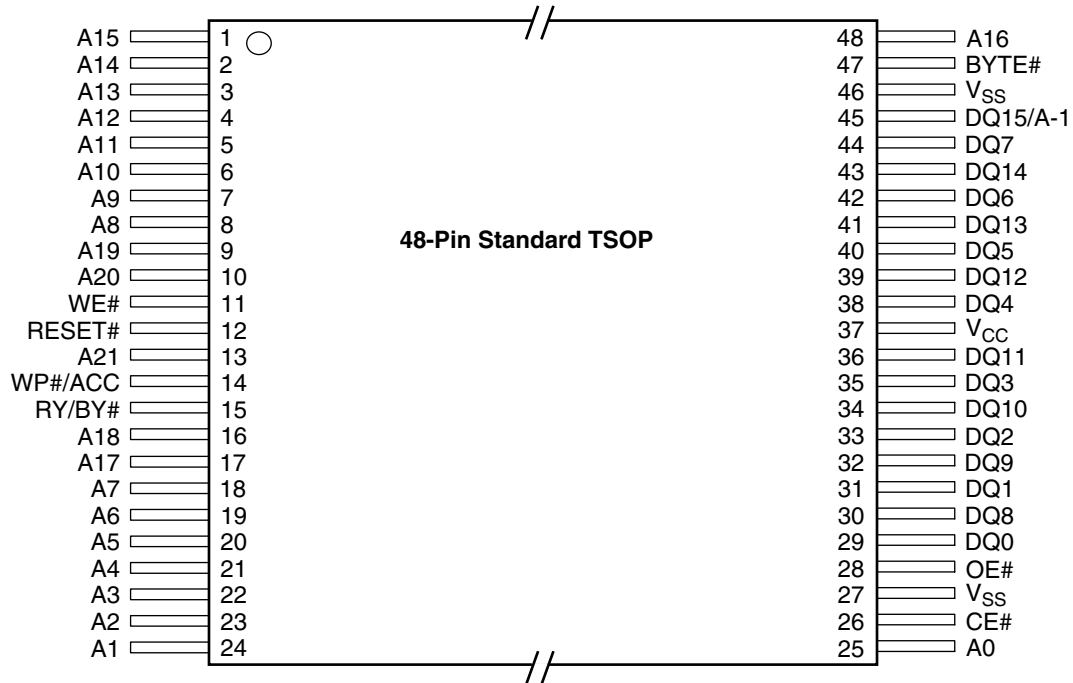 A15 1 48 A16
A14 2 47 BYTE#
A13 3 46 VSS
A12 4 45 DQ15/A-1
A11 5 44 DQ7
A10 6 43 DQ14
A9 7 42 DQ6
A8 8 41 DQ13
48-Pin Standard TSOP
A19 9 40 DQ5
A20 10 39 DQ12
WE# 11 38 DQ4
RESET# 12 37 VCC
A21 13 36 DQ11
WP#/ACC 14 35 DQ3
RY/BY# 15 34 DQ10
A18 16 33 DQ2
A17 17 32 DQ9
A7 18 31 DQ1
A6 19 30 DQ8
A5 20 29 DQ0
A4 21 28 OE#
A3 22 27 VSS
A2 23 26 CE#
A1 24 25 A0